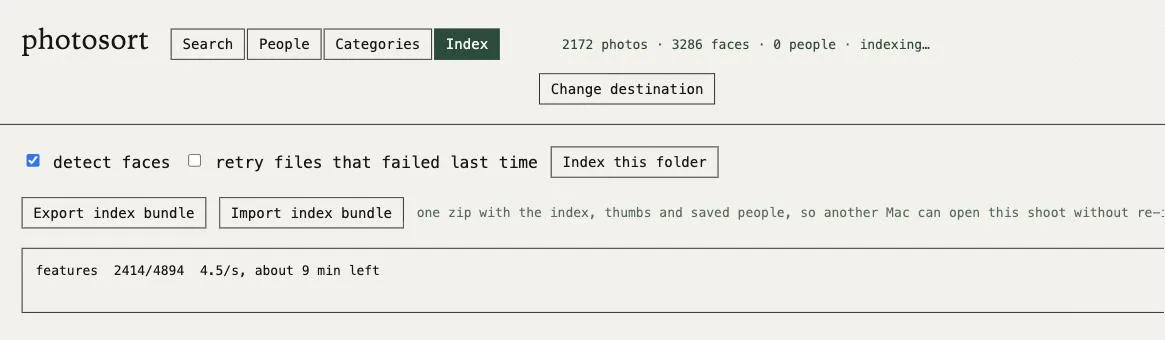 photosort Search People Categories Index 2172 photos · 3286 faces · 0 people · indexing…
Change destination
detect faces retry files that failed last time Index this folder
Export index bundle Import index bundle one zip with the index, thumbs and saved people, so another Mac can open this shoot without re-
features 2414/4894 4.5/s, about 9 min left